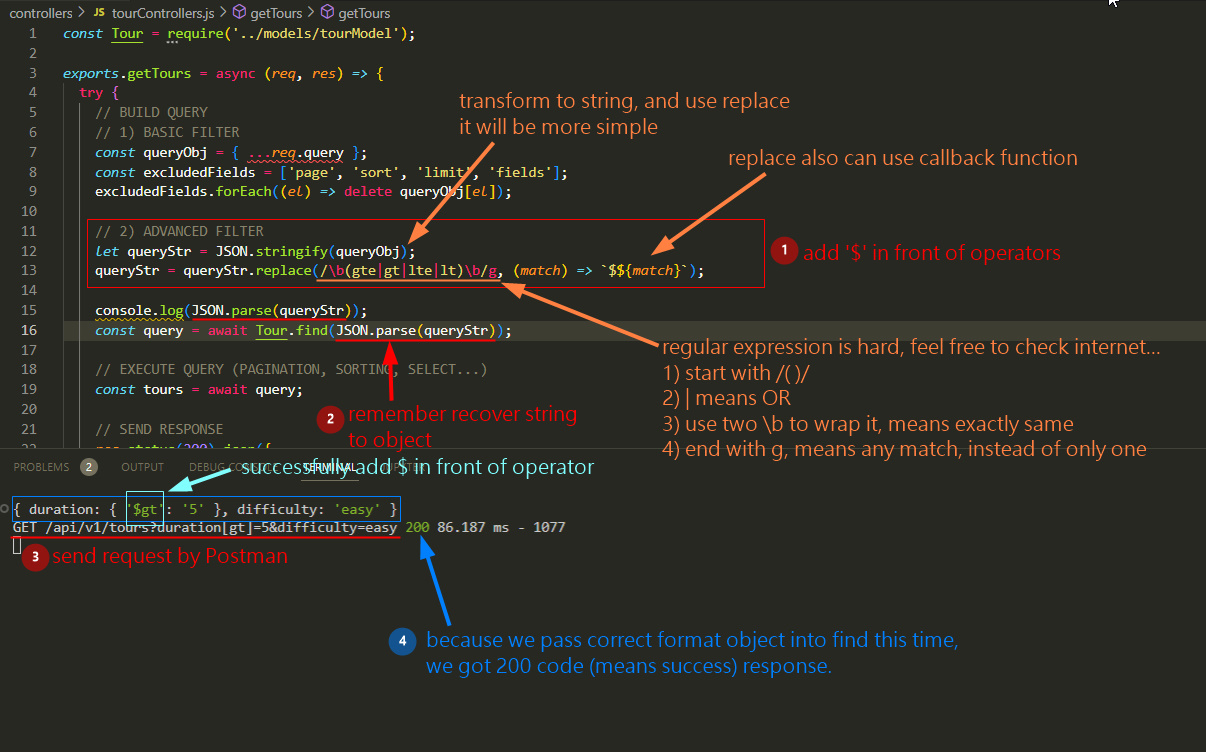 controllers > JS tourControllers.js > getTours > getTours
1 const Tour = require('../models/tourModel');
2
3 exports.getTours = async (req, res) => {
4 try {
5 // BUILD QUERY
6 // 1) BASIC FILTER
7 const queryObj = { ...req.query };
8 const excludedFields = ['page', 'sort', 'limit', 'fields'];
9 excludedFields.forEach((el) => delete queryObj[el]);
10
11 // 2) ADVANCED FILTER
12 let queryStr = JSON.stringify(queryObj);
13 queryStr = queryStr.replace(/\b(gte|gt|lte|lt)\b/g, (match) => `$${match}`);
14
15 console.log(JSON.parse(queryStr));
16 const query = await Tour.find(JSON.parse(queryStr));
17
18 // EXECUTE QUERY (PAGINATION, SORTING, SELECT...)
19 const tours = await query;
20
21 // SEND RESPONSE
transform to string, and use replace
it will be more simple
replace also can use callback function
1 add '$' in front of operators
regular expression is hard, feel free to check internet...
1) start with /( )/
2) | means OR
3) use two \b to wrap it, means exactly same
4) end with g, means any match, instead of only one
2 remember recover string
to object
PROBLEMS 2 OUTPUT DEBUG CONSOLE TERMINAL
successfully add $ in front of operator
{ duration: { '$gt': '5' }, difficulty: 'easy' }
GET /api/v1/tours?duration[gt]=5&difficulty=easy 200 86.187 ms - 1077
3 send request by Postman
4 because we pass correct format object into find this time,
we got 200 code (means success) response.